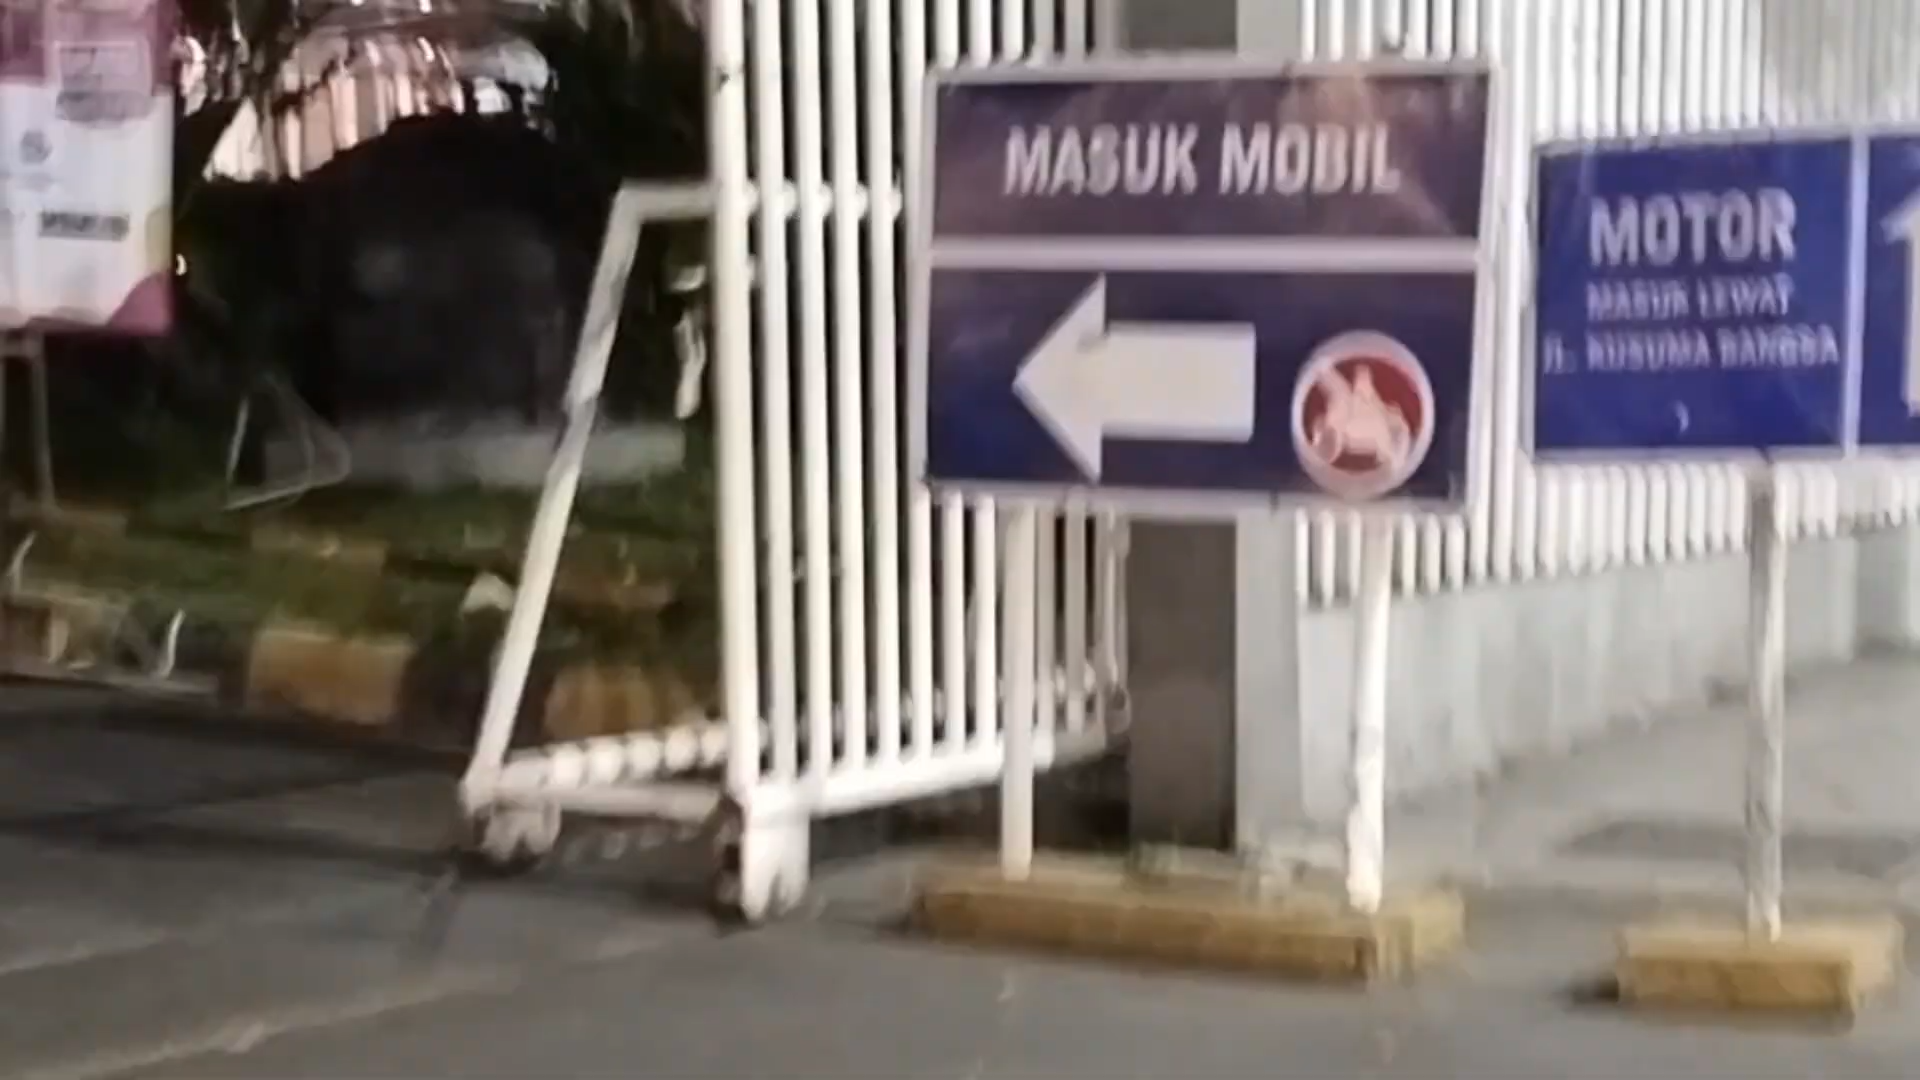 MASUK MOBIL
MOTOR
MASUK LEWAT
JL. KUSUMA BANGSA